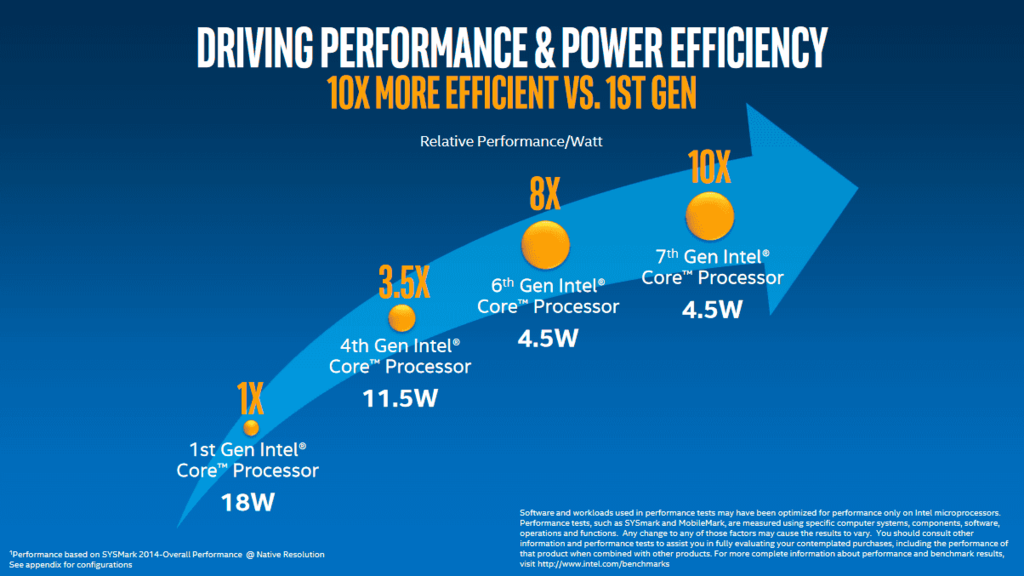 DRIVING PERFORMANCE & POWER EFFICIENCY
10X MORE EFFICIENT VS. 1ST GEN
Relative Performance/Watt
1X
1st Gen Intel®
Core™ Processor
18W
3.5X
4th Gen Intel®
Core™ Processor
11.5W
8X
6th Gen Intel®
Core™ Processor
4.5W
10X
7th Gen Intel®
Core™ Processor
4.5W
¹Performance based on SYSMark 2014-Overall Performance @ Native Resolution
See appendix for configurations
Software and workloads used in performance tests may have been optimized for performance only on Intel microprocessors.
Performance tests, such as SYSmark and MobileMark, are measured using specific computer systems, components, software,
operations and functions. Any change to any of those factors may cause the results to vary. You should consult other
information and performance tests to assist you in fully evaluating your contemplated purchases, including the performance of
that product when combined with other products. For more complete information about performance and benchmark results,
visit http://www.intel.com/benchmarks